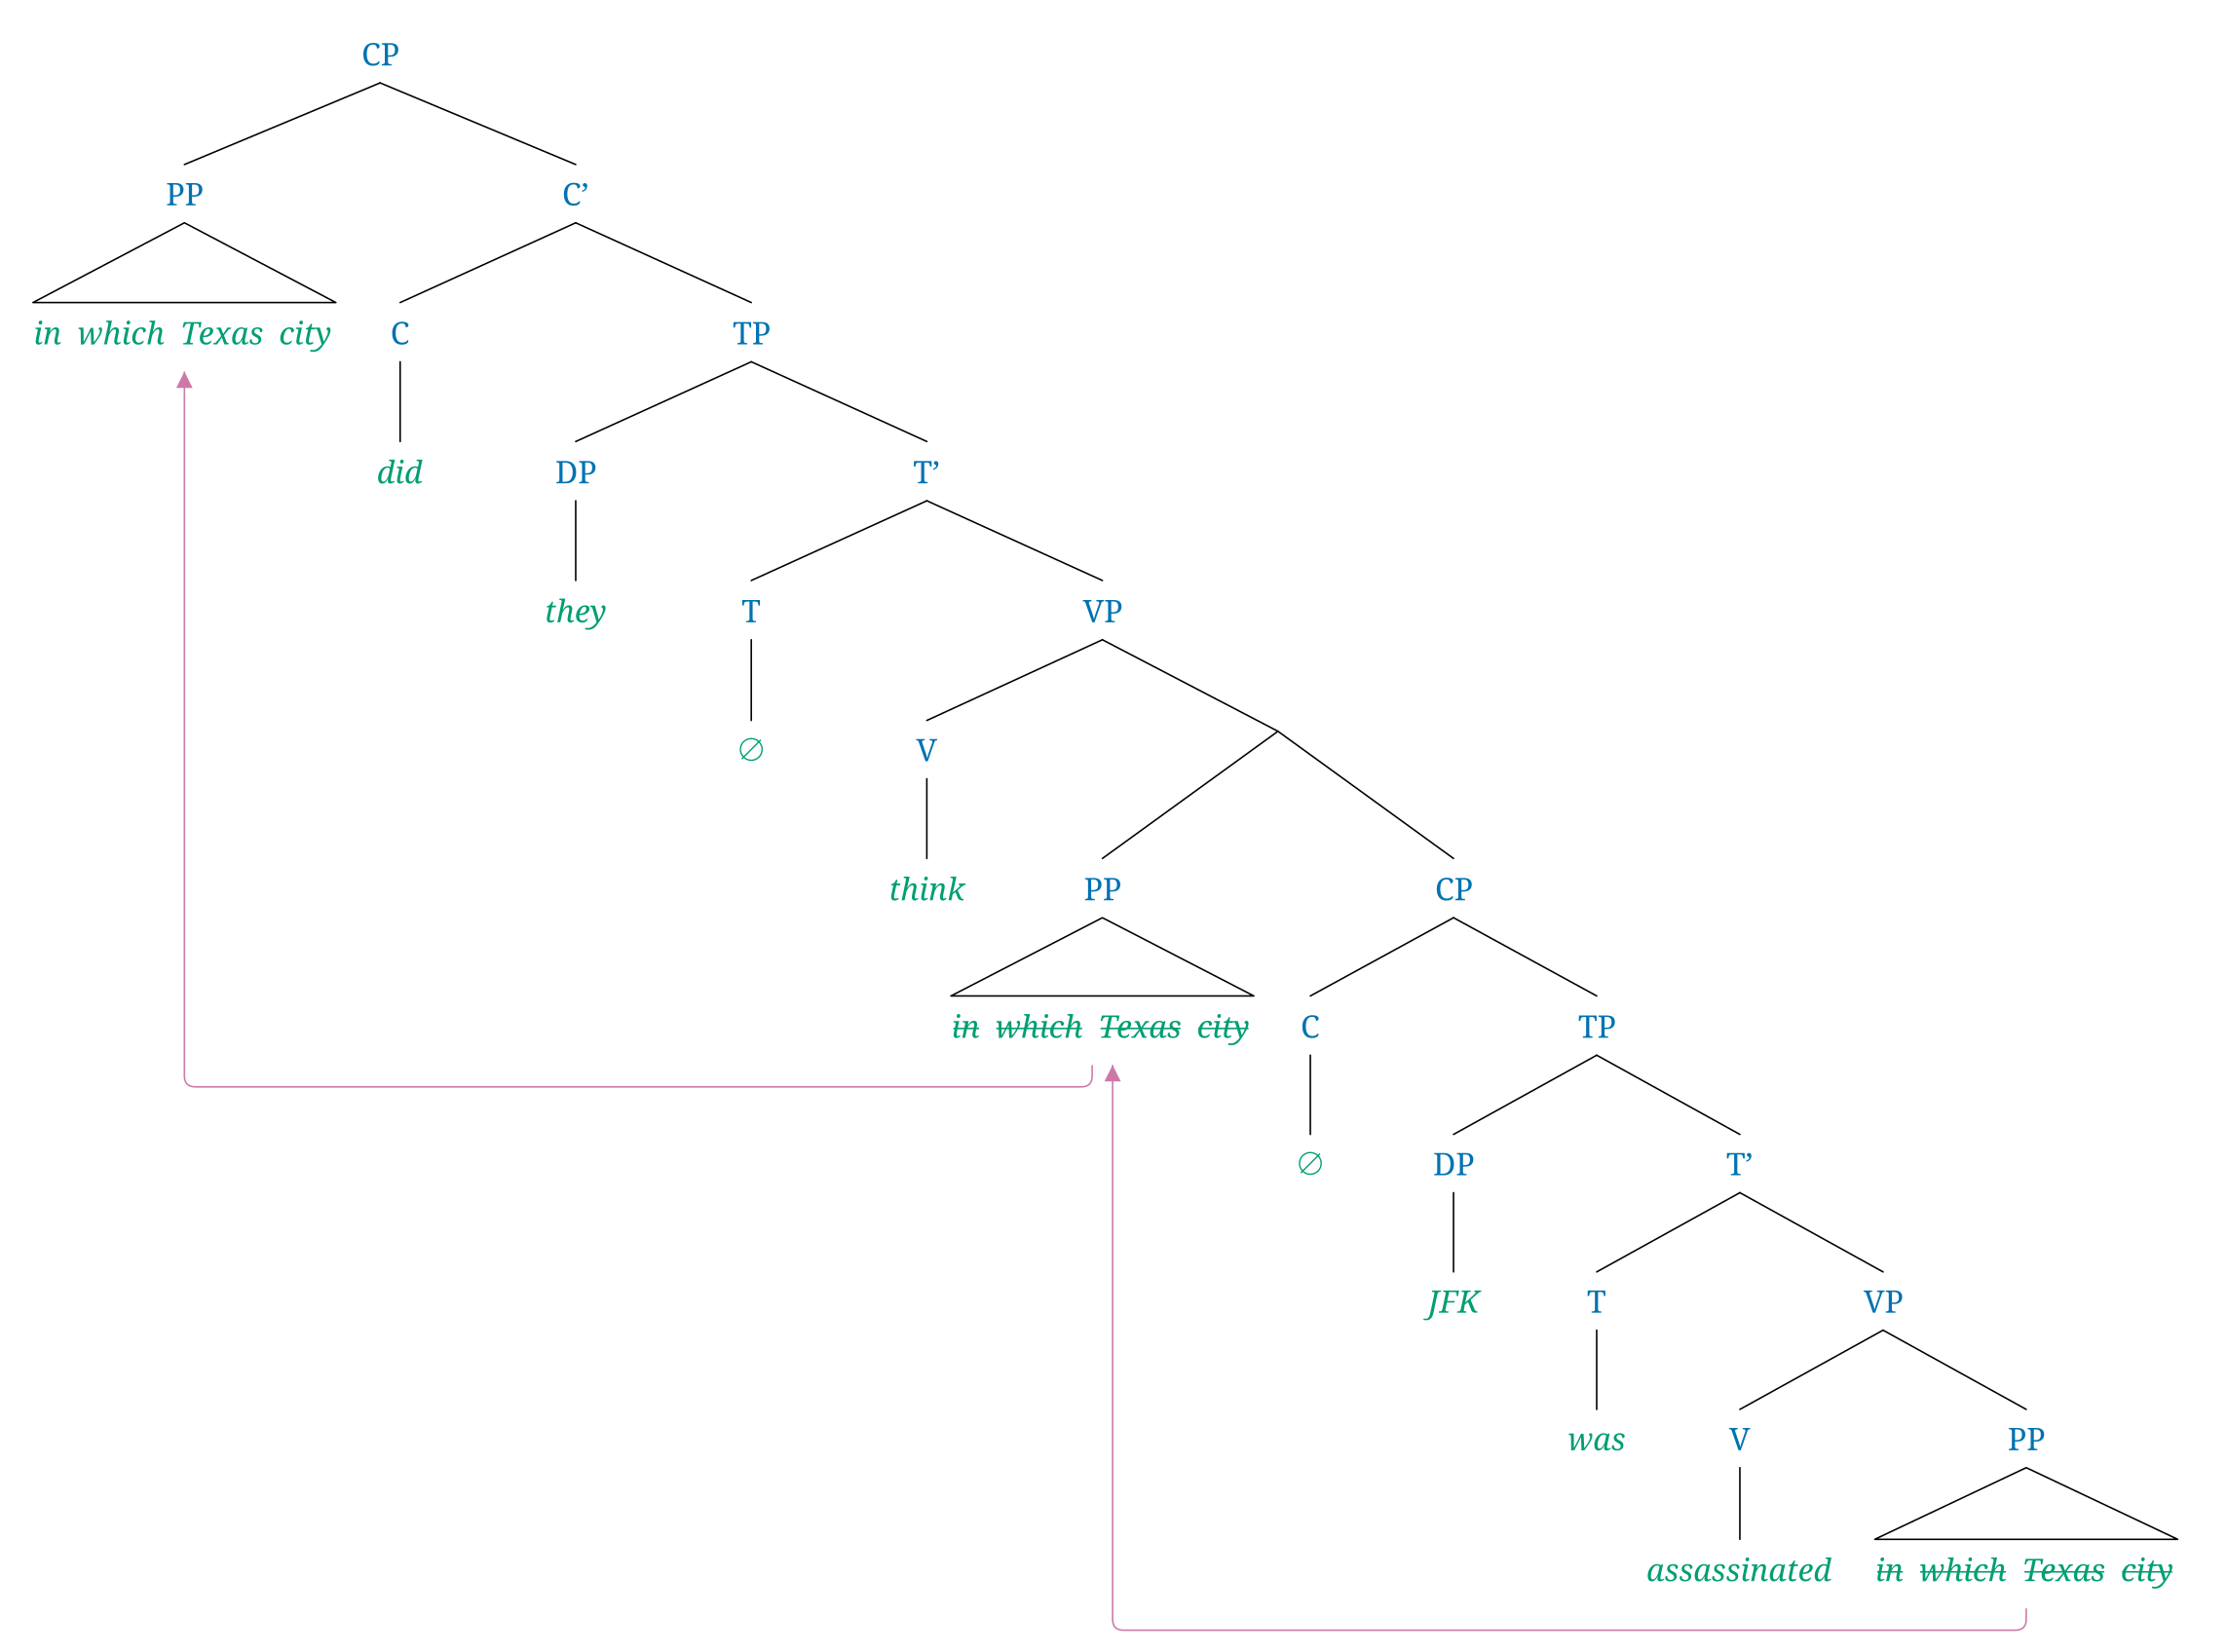 CP
PP C’
in which Texas city C TP
did DP T’
they T VP
∅ V
think PP CP
in which Texas city C TP
∅ DP T’
JFK T VP
was V PP
assassinated in which Texas city